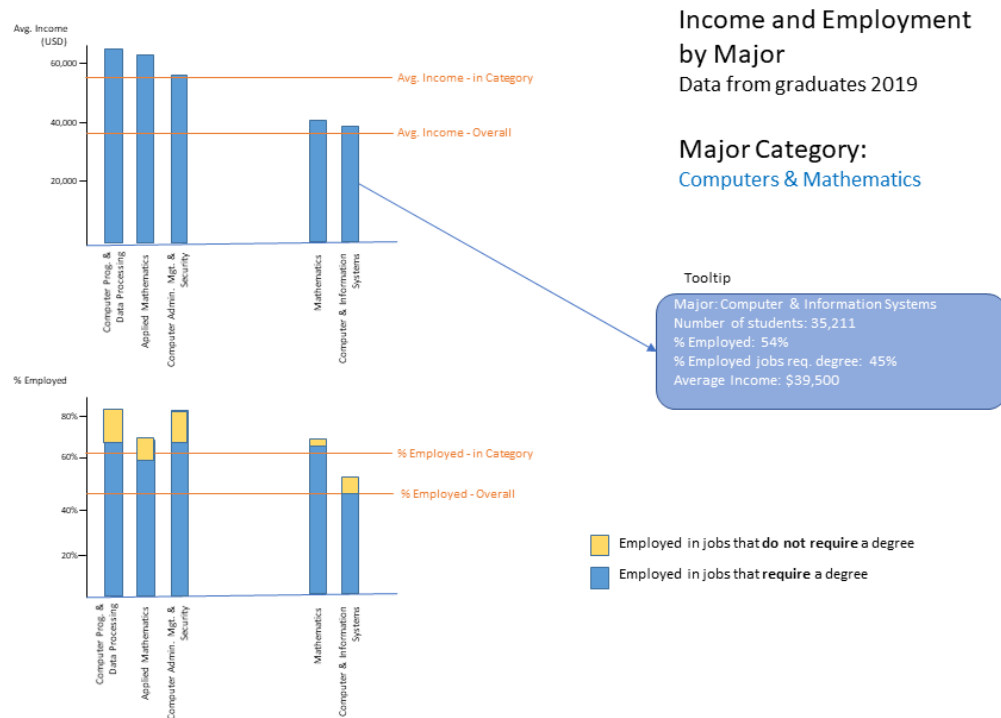 Income and Employment
by Major
Data from graduates 2019
Major Category:
Computers & Mathematics
Avg. Income
(USD)
60,000
40,000
20,000
Avg. Income - in Category
Avg. Income - Overall
Computer Prog. &
Data Processing
Applied Mathematics
Computer Admin. Mgt. &
Security
Mathematics
Computer & Information
Systems
Tooltip
Major: Computer & Information Systems
Number of students: 35,211
% Employed: 54%
% Employed jobs req. degree: 45%
Average Income: $39,500
% Employed
80%
60%
40%
20%
% Employed - in Category
% Employed - Overall
Computer Prog. &
Data Processing
Applied Mathematics
Computer Admin. Mgt. &
Security
Mathematics
Computer & Information
Systems
Employed in jobs that do not require a degree
Employed in jobs that require a degree